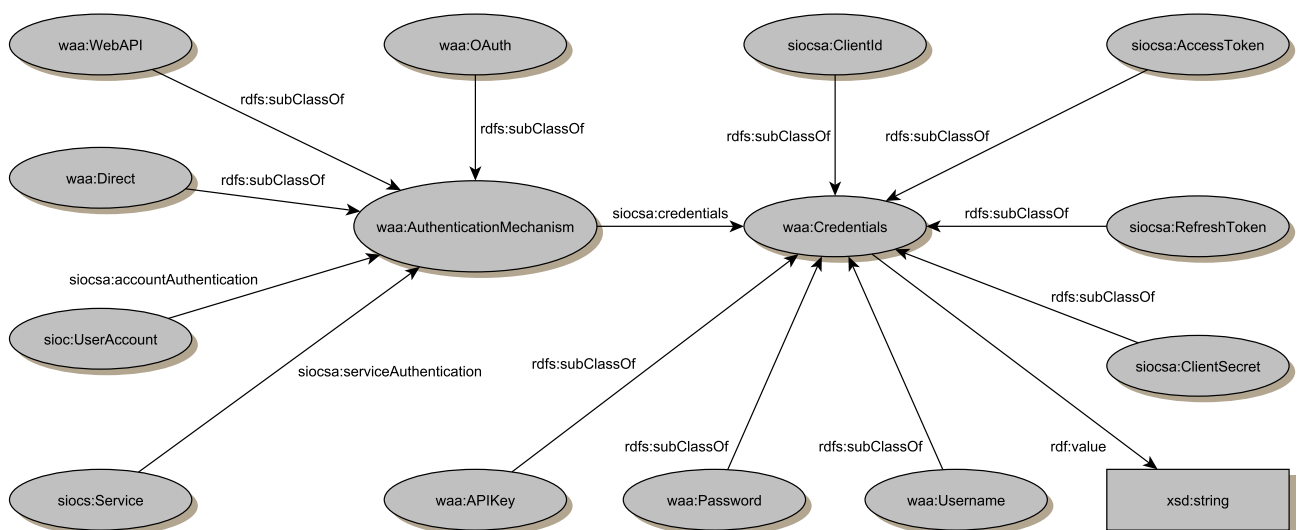 waa:WebAPI
waa:OAuth
siocsa:ClientId
siocsa:AccessToken
rdfs:subClassOf
rdfs:subClassOf
rdfs:subClassOf
rdfs:subClassOf
waa:Direct
rdfs:subClassOf
waa:AuthenticationMechanism
siocsa:credentials
waa:Credentials
rdfs:subClassOf
siocsa:RefreshToken
siocsa:accountAuthentication
rdfs:subClassOf
sioc:UserAccount
siocsa:serviceAuthentication
rdfs:subClassOf
siocsa:ClientSecret
rdfs:subClassOf
rdfs:subClassOf
rdf:value
siocs:Service
waa:APIKey
waa:Password
waa:Username
xsd:string